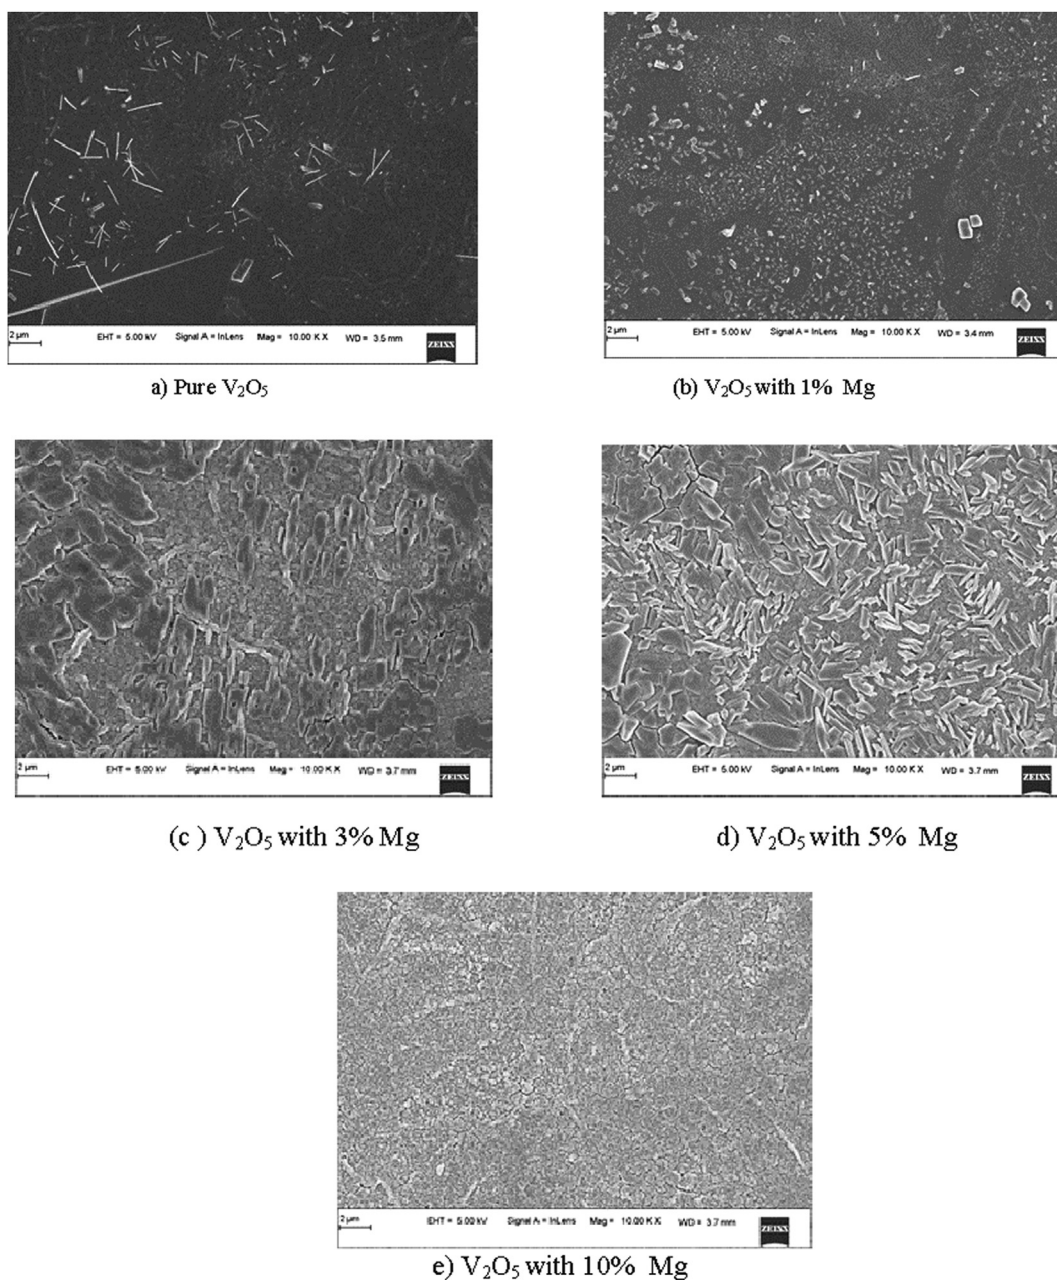 2 µm EHT = 5.00 kV Signal A = InLens Mag = 10.00 K X WD = 3.5 mm ZEISS
2 µm EHT = 5.00 kV Signal A = InLens Mag = 10.00 K X WD = 3.4 mm ZEISS
a) Pure V₂O₅
(b) V₂O₅ with 1% Mg
2 µm EHT = 5.00 kV Signal A = InLens Mag = 10.00 K X WD = 3.7 mm ZEISS
2 µm EHT = 5.00 kV Signal A = InLens Mag = 10.00 K X WD = 3.7 mm ZEISS
(c ) V₂O₅ with 3% Mg
d) V₂O₅ with 5% Mg
2 µm EHT = 5.00 kV Signal A = InLens Mag = 10.00 K X WD = 3.7 mm ZEISS
e) V₂O₅ with 10% Mg